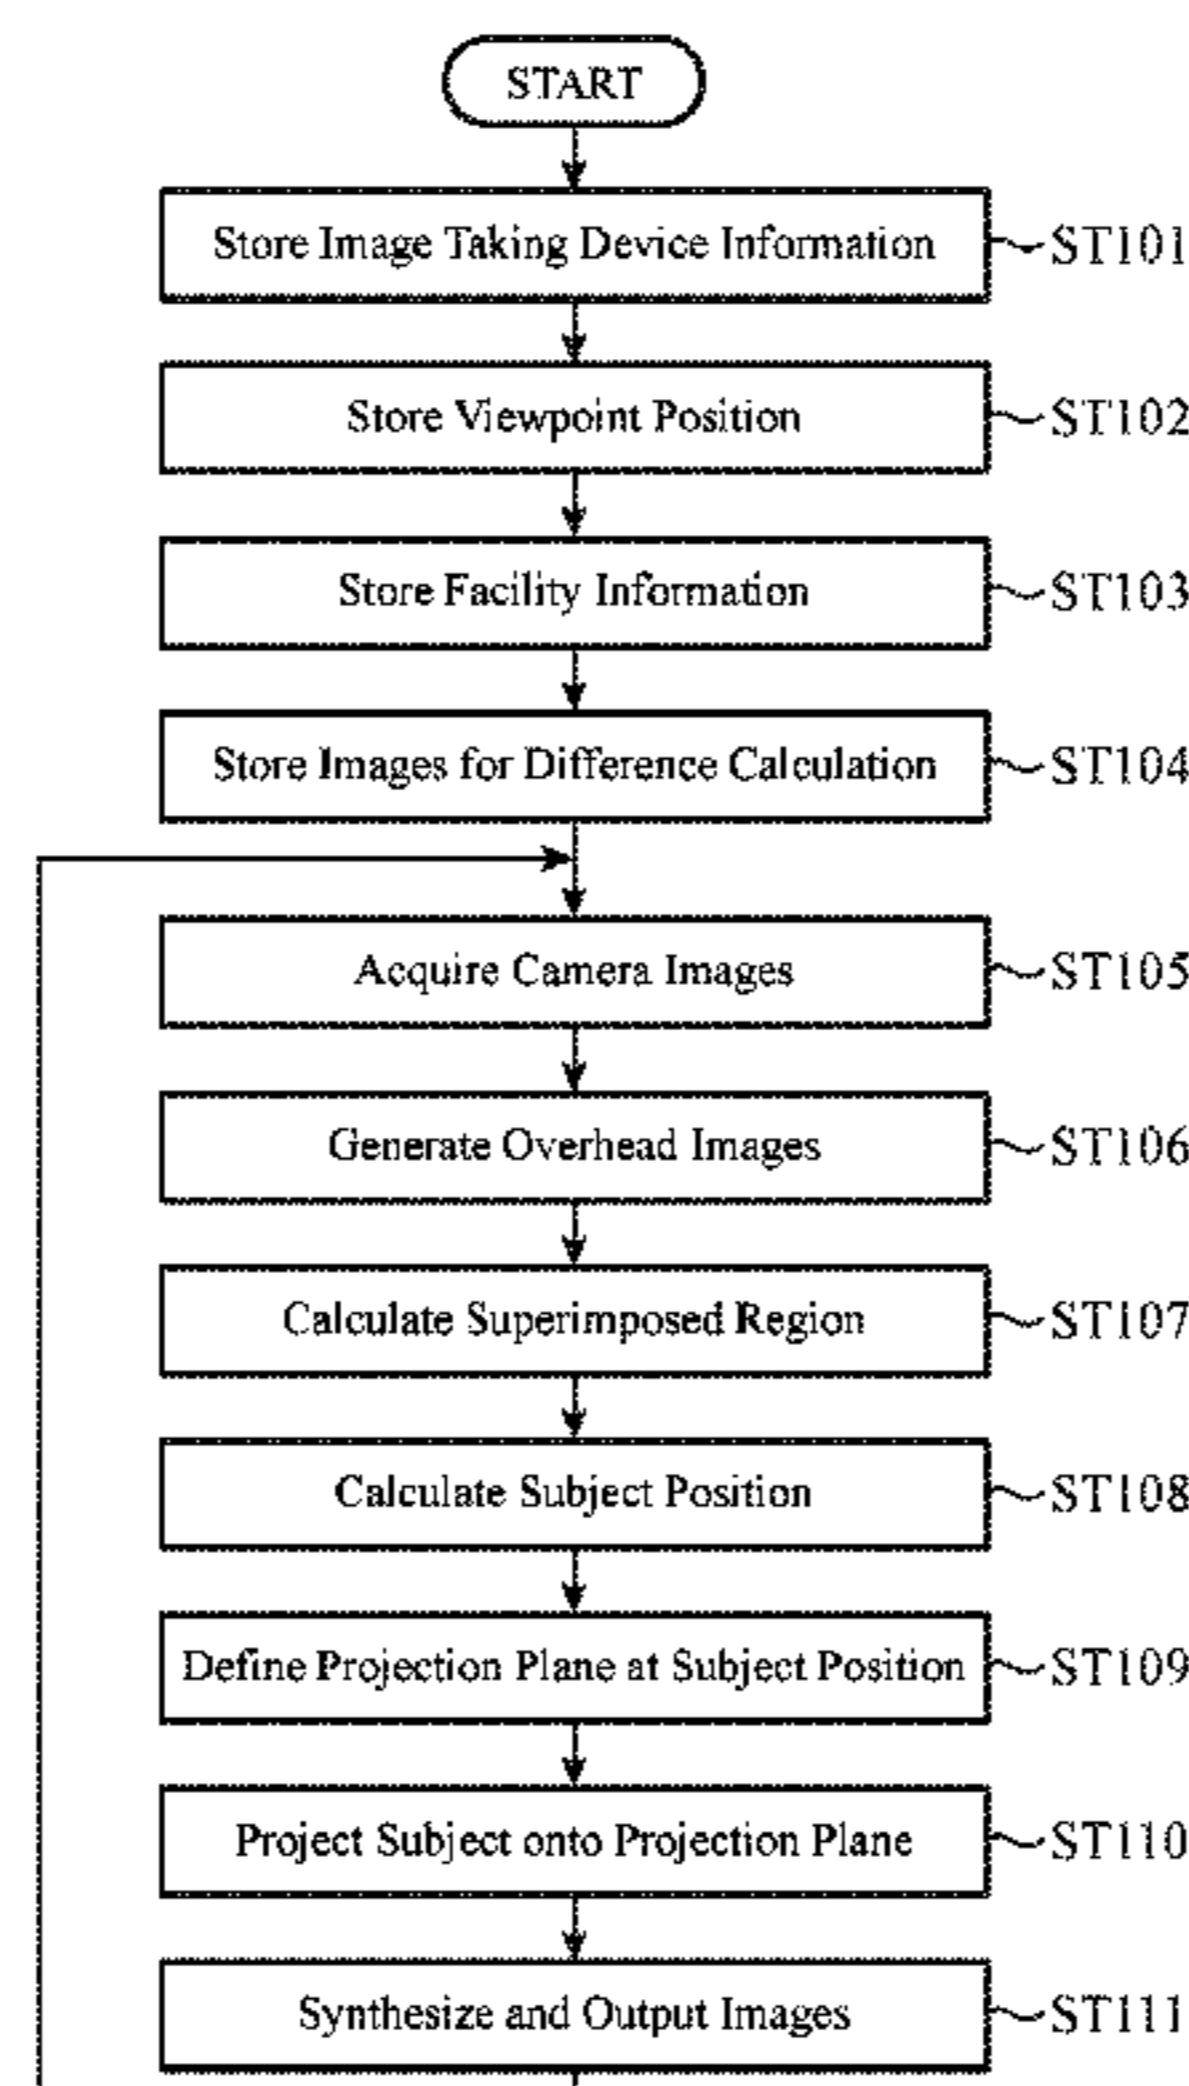 START
Store Image Taking Device Information ST101
Store Viewpoint Position ST102
Store Facility Information ST103
Store Images for Difference Calculation ST104
Acquire Camera Images ST105
Generate Overhead Images ST106
Calculate Superimposed Region ST107
Calculate Subject Position ST108
Define Projection Plane at Subject Position ST109
Project Subject onto Projection Plane ST110
Synthesize and Output Images ST111